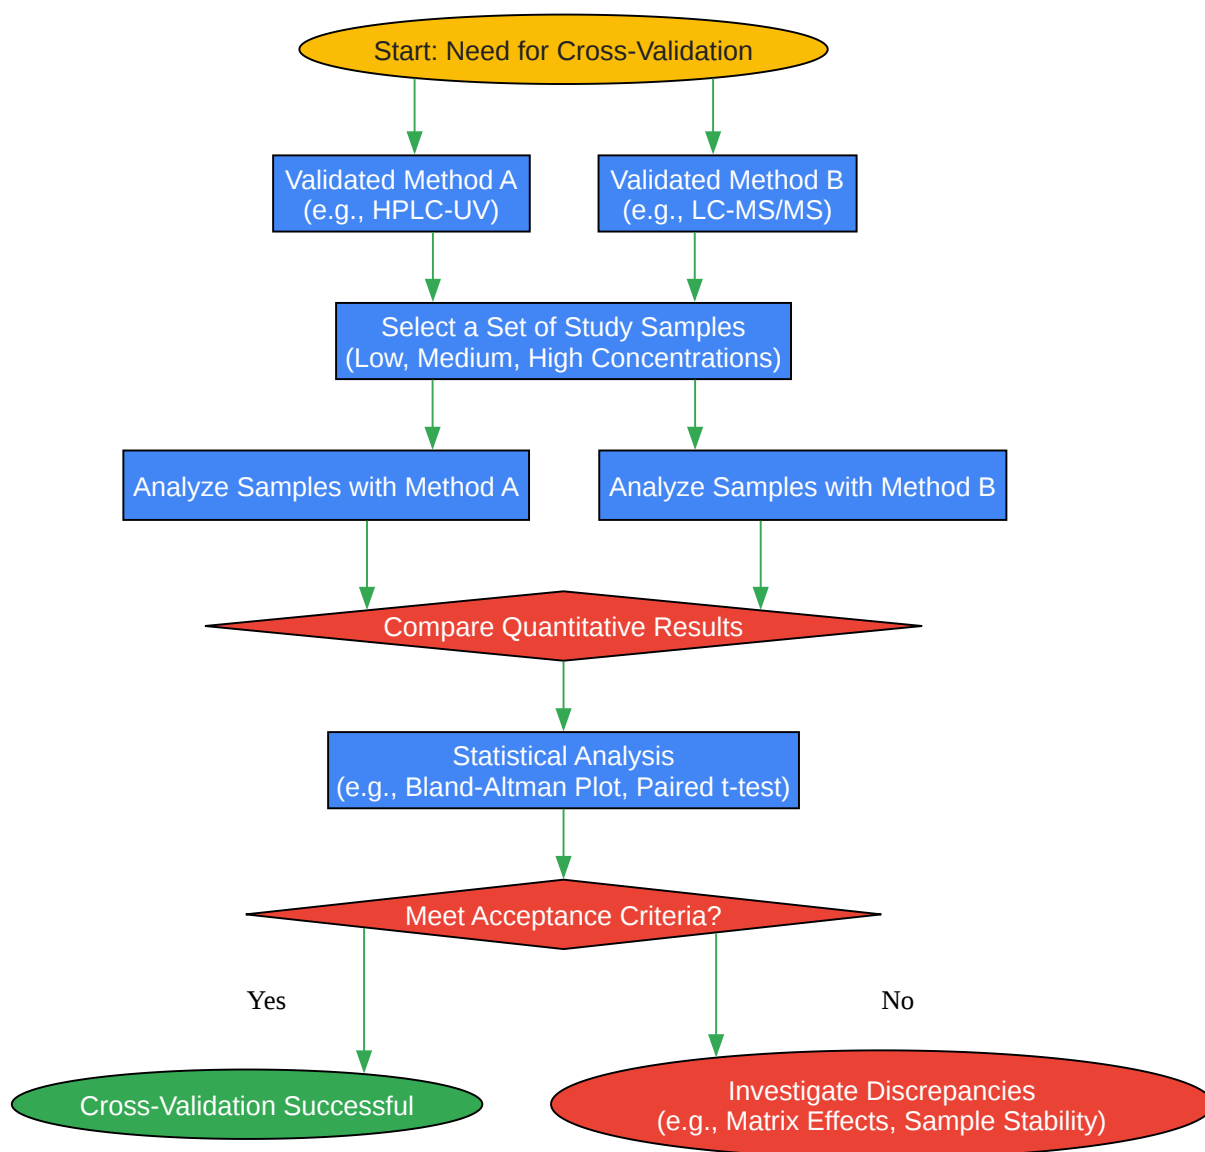 Start: Need for Cross-Validation
Validated Method A
(e.g., HPLC-UV)
Validated Method B
(e.g., LC-MS/MS)
Select a Set of Study Samples
(Low, Medium, High Concentrations)
Analyze Samples with Method A
Analyze Samples with Method B
Compare Quantitative Results
Statistical Analysis
(e.g., Bland-Altman Plot, Paired t-test)
Meet Acceptance Criteria?
Yes
No
Cross-Validation Successful
Investigate Discrepancies
(e.g., Matrix Effects, Sample Stability)